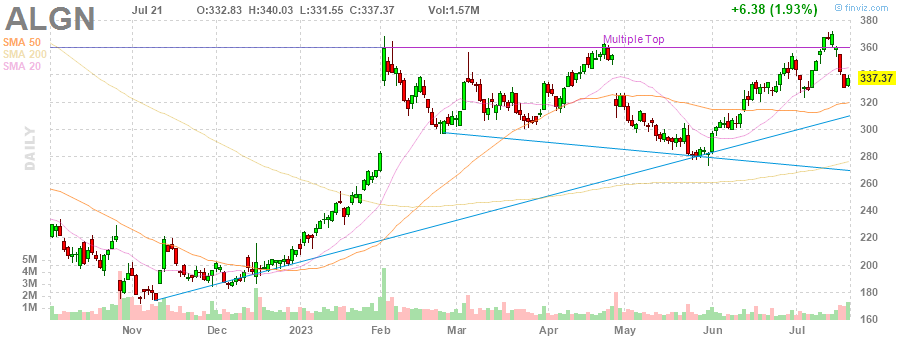 ALGN
Jul 21 O:332.83 H:340.03 L:331.55 C:337.37 Vol:1.57M +6.38 (1.93%)
© finviz.com
SMA 50
SMA 200
SMA 20
Multiple Top
DAILY
380
360
340
337.37
320
300
280
260
240
220
200
180
160
5M
4M
3M
2M
1M
Nov Dec 2023 Feb Mar Apr May Jun Jul